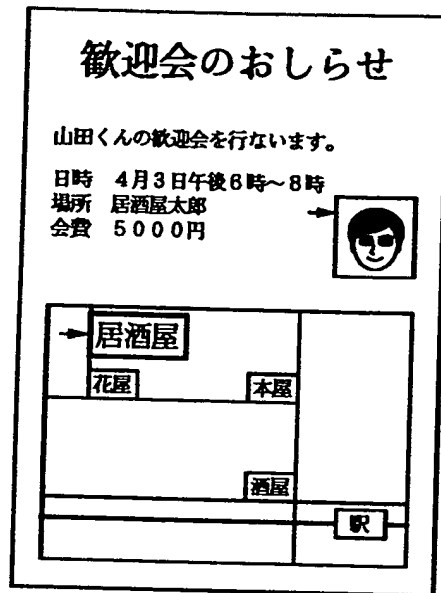 歓迎会のおしらせ
山田くんの歓迎会を行ないます。
日時　4月3日午後6時～8時
場所　居酒屋太郎
会費　5000円
居酒屋
花屋
本屋
酒屋
駅